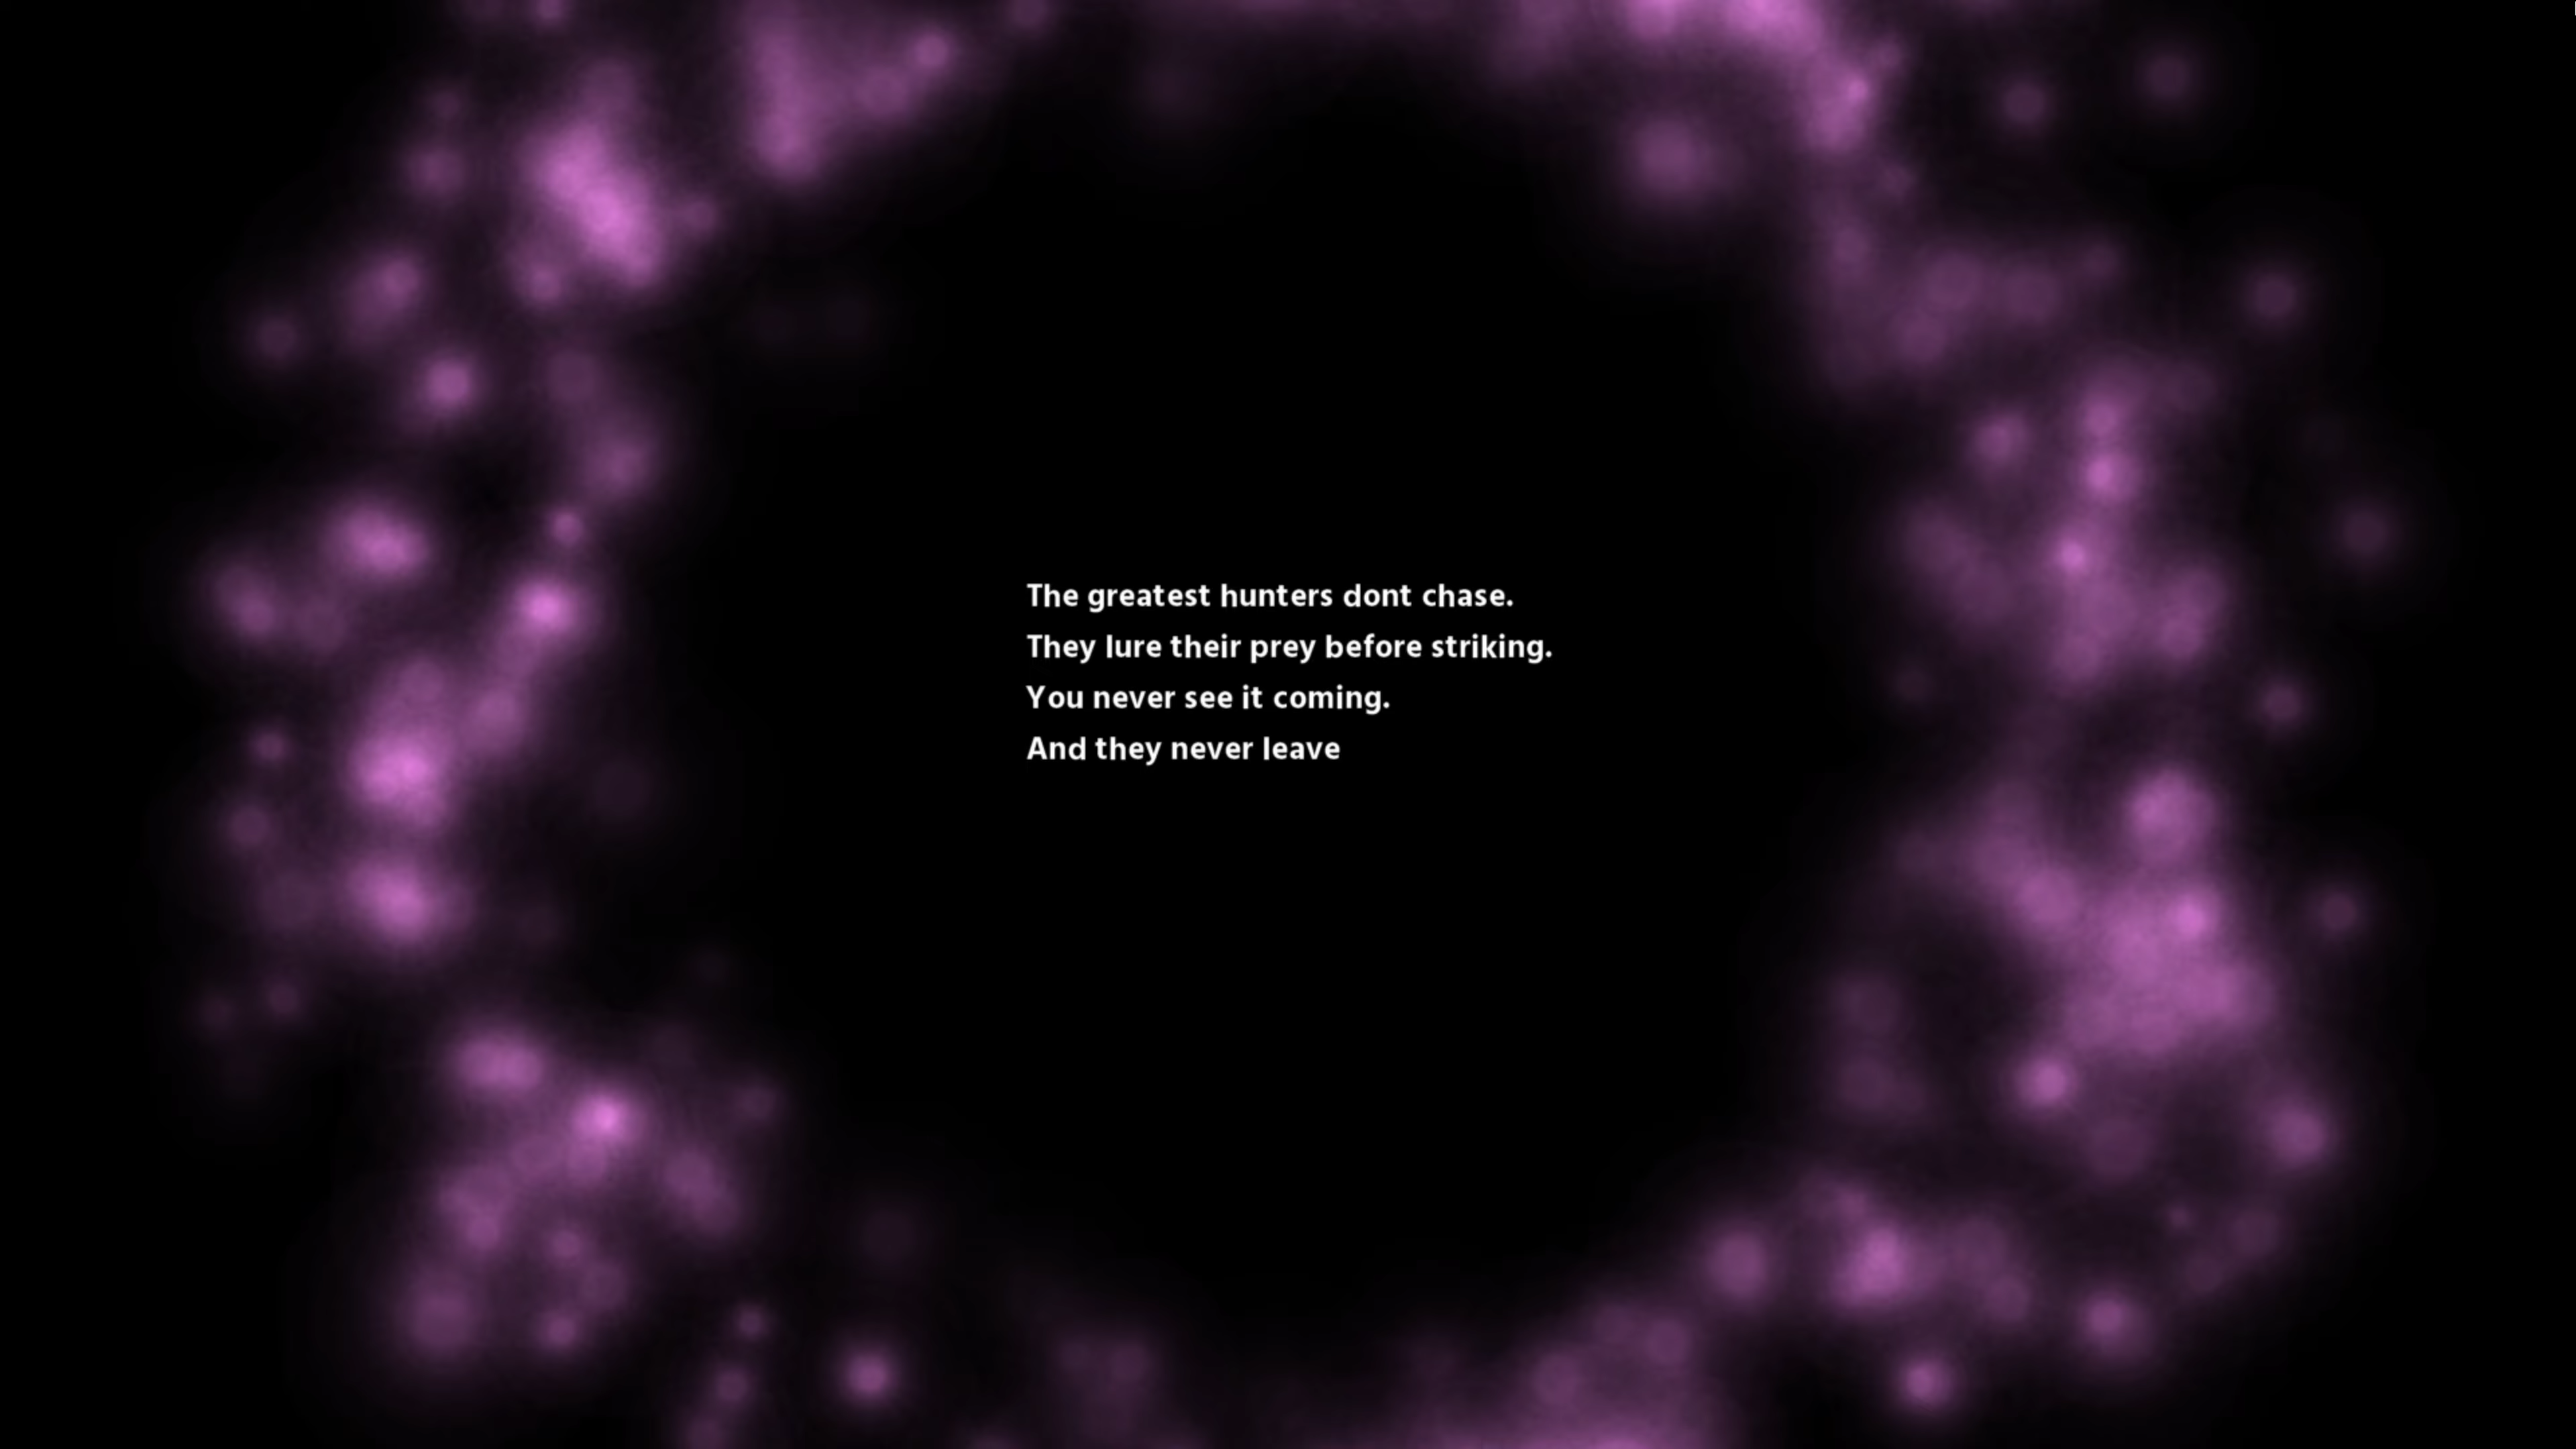 The greatest hunters dont chase.
They lure their prey before striking.
You never see it coming.
And they never leave